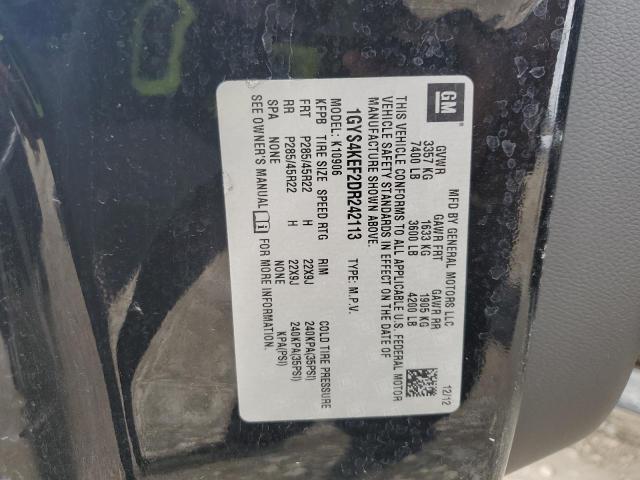 GM
MFD BY GENERAL MOTORS LLC 12/12
GVWR GAWR FRT GAWR RR
3357 KG 1633 KG 1905 KG
7400 LB 3600 LB 4200 LB
THIS VEHICLE CONFORMS TO ALL APPLICABLE U.S. FEDERAL MOTOR
VEHICLE SAFETY STANDARDS IN EFFECT ON THE DATE OF
MANUFACTURE SHOWN ABOVE.
1GYS4KEF2DR242113 TYPE: M.P.V.
MODEL: K10906
KFPB TIRE SIZE SPEED RTG RIM COLD TIRE PRESSURE
FRT P285/45R22 H 22X9J 240KPA(35PSI)
RR P285/45R22 H 22X9J 240KPA(35PSI)
SPA NONE NONE KPA(PSI)
SEE OWNER'S MANUAL i FOR MORE INFORMATION